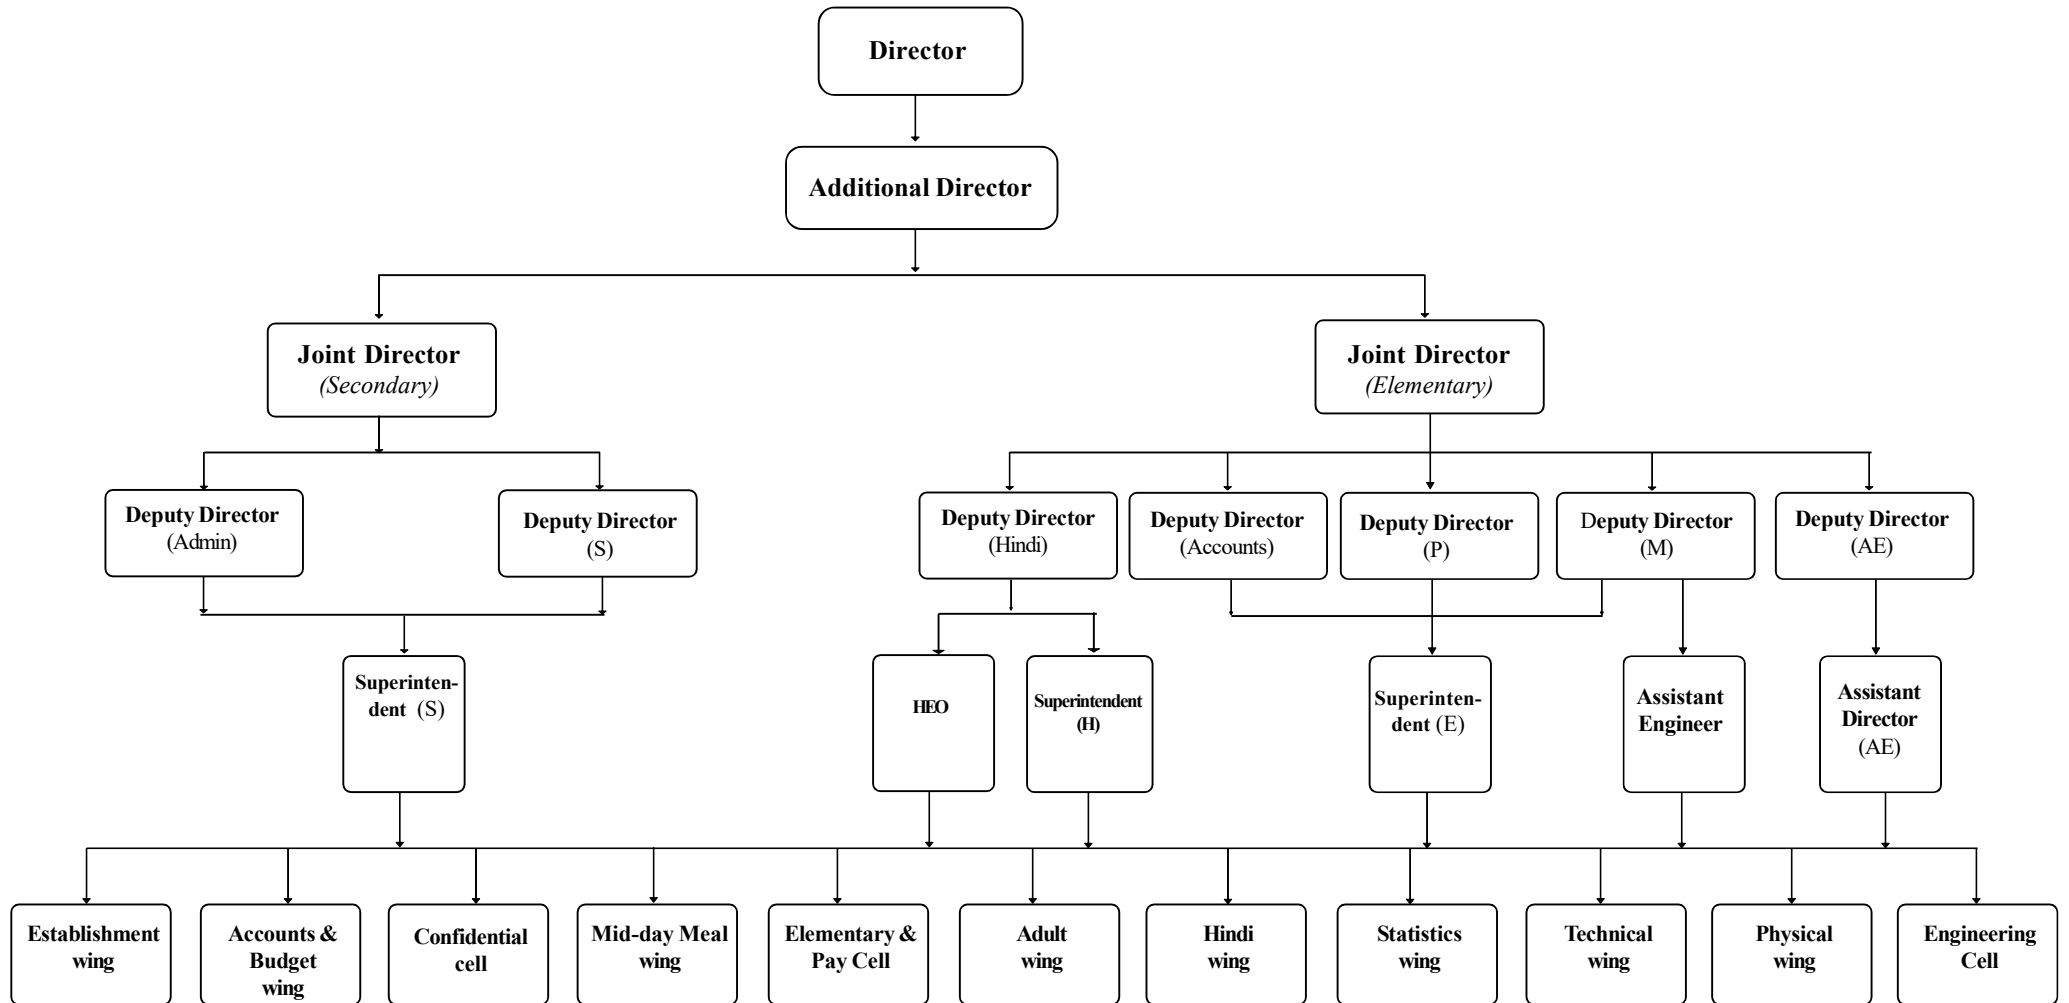 Director
Additional Director
Joint Director
(Secondary)
Joint Director
(Elementary)
Deputy Director
(Admin)
Deputy Director
(S)
Deputy Director
(Hindi)
Deputy Director
(Accounts)
Deputy Director
(P)
Deputy Director
(M)
Deputy Director
(AE)
Superinten-
dent (S)
HEO
Superintendent
(H)
Superinten-
dent (E)
Assistant
Engineer
Assistant
Director
(AE)
Establishment
wing
Accounts &
Budget
wing
Confidential
cell
Mid-day Meal
wing
Elementary &
Pay Cell
Adult
wing
Hindi
wing
Statistics
wing
Technical
wing
Physical
wing
Engineering
Cell